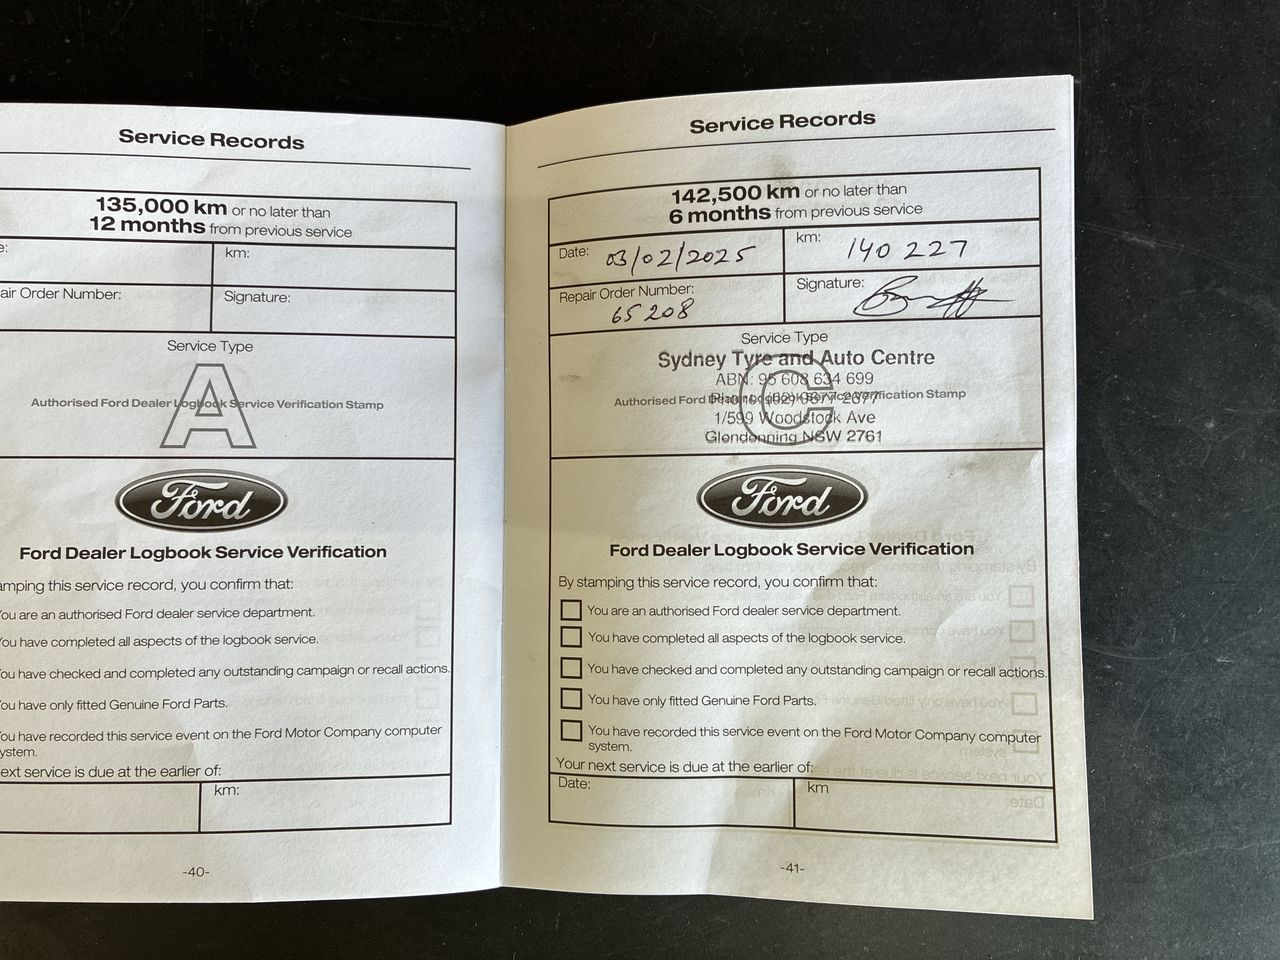 Service Records
135,000 km or no later than
12 months from previous service
e:
km:
air Order Number:
Signature:
Service Type
A
Authorised Ford Dealer Logbook Service Verification Stamp
Ford
Ford Dealer Logbook Service Verification
amping this service record, you confirm that:
You are an authorised Ford dealer service department.
You have completed all aspects of the logbook service.
You have checked and completed any outstanding campaign or recall actions.
You have only fitted Genuine Ford Parts.
You have recorded this service event on the Ford Motor Company computer
ystem.
next service is due at the earlier of:
km:
-40-
Service Records
142,500 km or no later than
6 months from previous service
Date: 03/02/2025
km: 140 227
Repair Order Number:
65208
Signature:
Service Type
Sydney Tyre and Auto Centre
ABN: 95 608 634 699
C
Authorised Ford Dealer Logbook Service Verification Stamp
1/599 Woodstock Ave
Glendenning NSW 2761
Ford
Ford Dealer Logbook Service Verification
By stamping this service record, you confirm that:
You are an authorised Ford dealer service department.
You have completed all aspects of the logbook service.
You have checked and completed any outstanding campaign or recall actions.
You have only fitted Genuine Ford Parts.
You have recorded this service event on the Ford Motor Company computer
system.
Your next service is due at the earlier of:
Date:
km
-41-